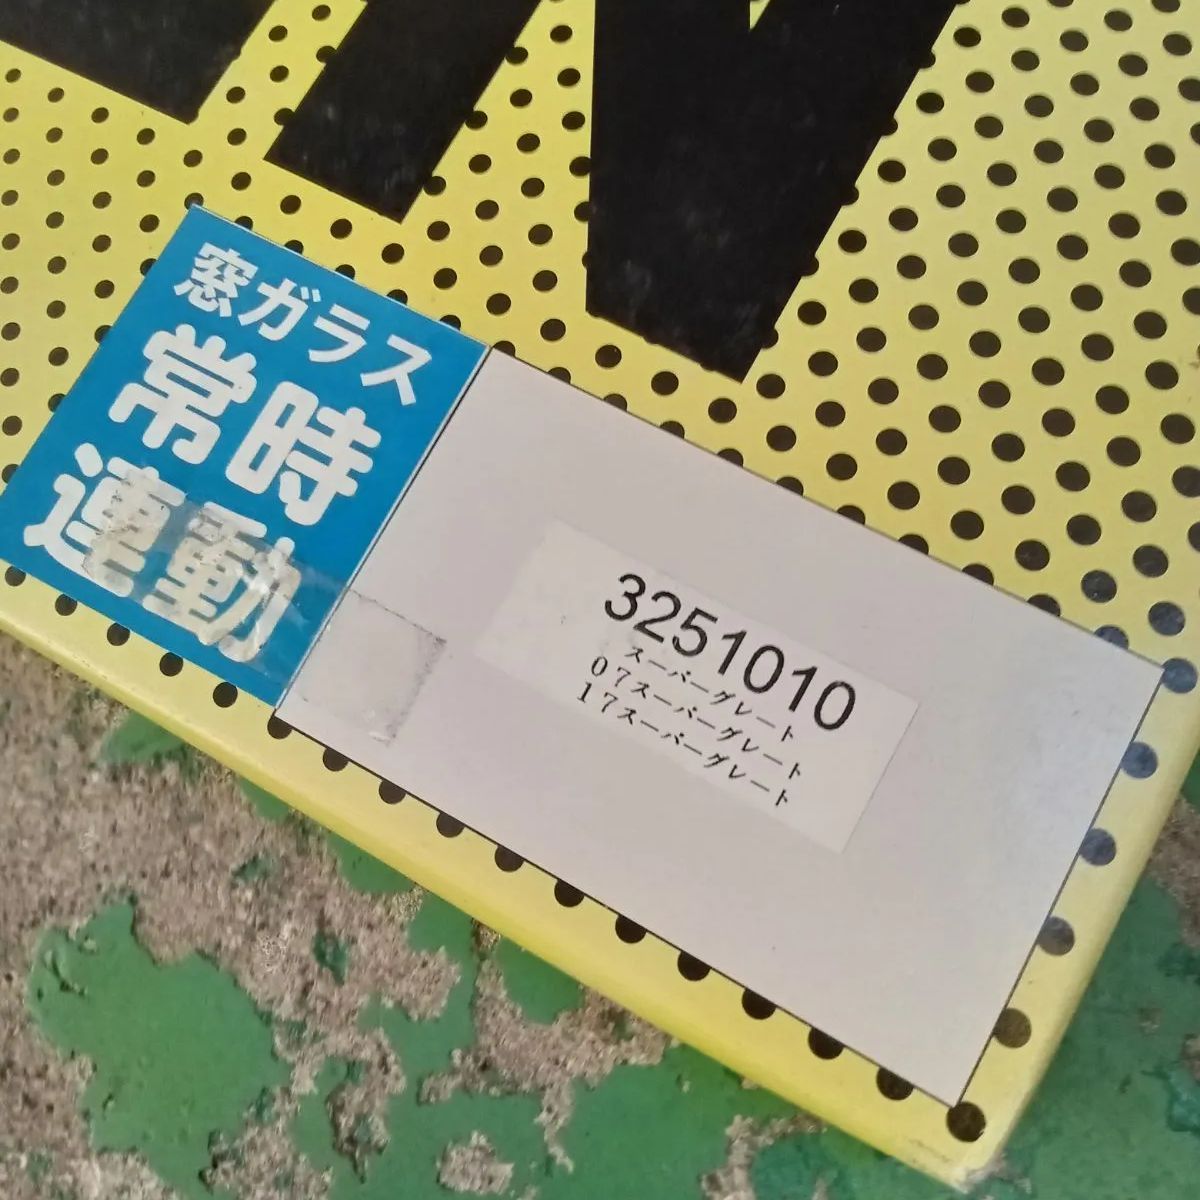 窓ガラス
常時
連動
3251010
スーパーグレート
07スーパーグレート
17スーパーグレート